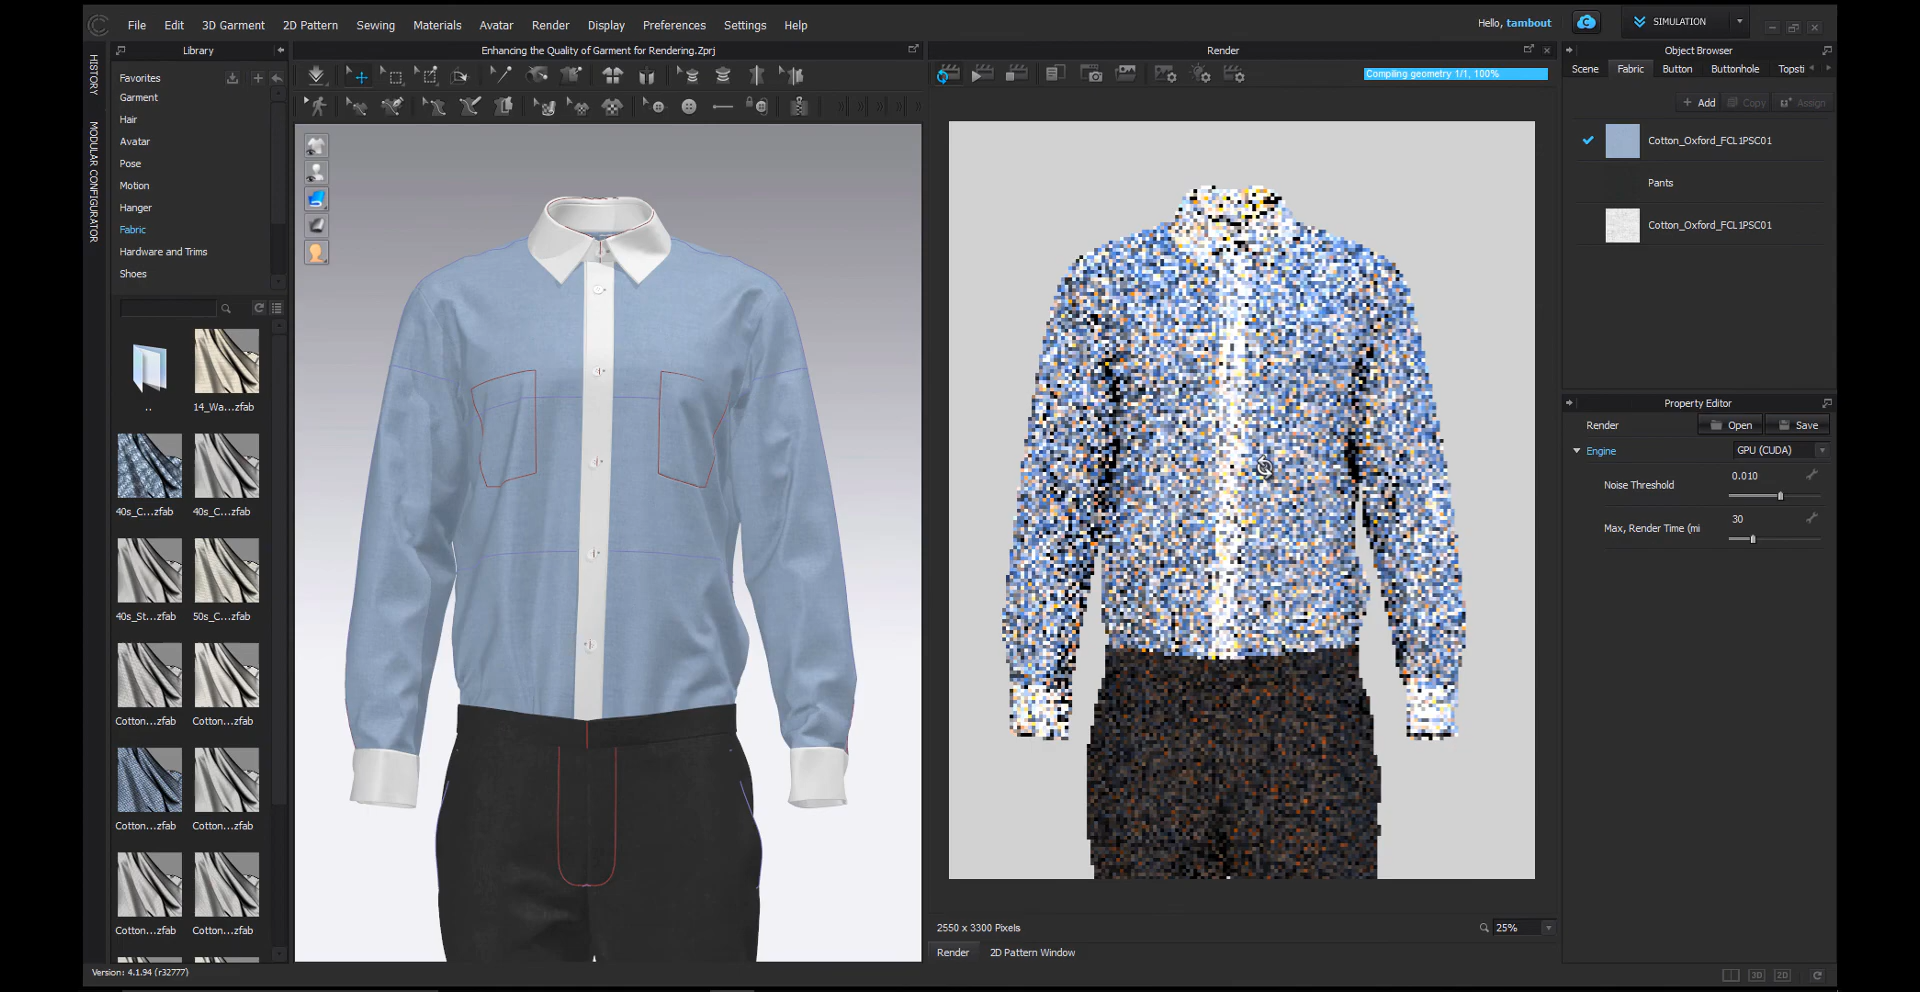 File Edit 3D Garment 2D Pattern Sewing Materials Avatar Render Display Preferences Settings Help
Hello, tambout
SIMULATION
HISTORY
MODULAR CONFIGURATOR
Library
Favorites
Garment
Hair
Avatar
Pose
Motion
Hanger
Fabric
Hardware and Trims
Shoes
..
14_Wa...zfab
40s_C...zfab
40s_C...zfab
40s_St...zfab
50s_C...zfab
Cotton...zfab
Cotton...zfab
Cotton...zfab
Cotton...zfab
Cotton...zfab
Cotton...zfab
Version: 4.1.94 (r32777)
Enhancing the Quality of Garment for Rendering.Zprj
Render
Compiling geometry 1/1, 100%
2550 x 3300 Pixels
25%
Render 2D Pattern Window
Object Browser
Scene Fabric Button Buttonhole Topsti
Add Copy Assign
Cotton_Oxford_FCL1PSC01
Pants
Cotton_Oxford_FCL1PSC01
Property Editor
Render Open Save
Engine GPU (CUDA)
Noise Threshold 0.010
Max, Render Time (mi 30
3D 2D